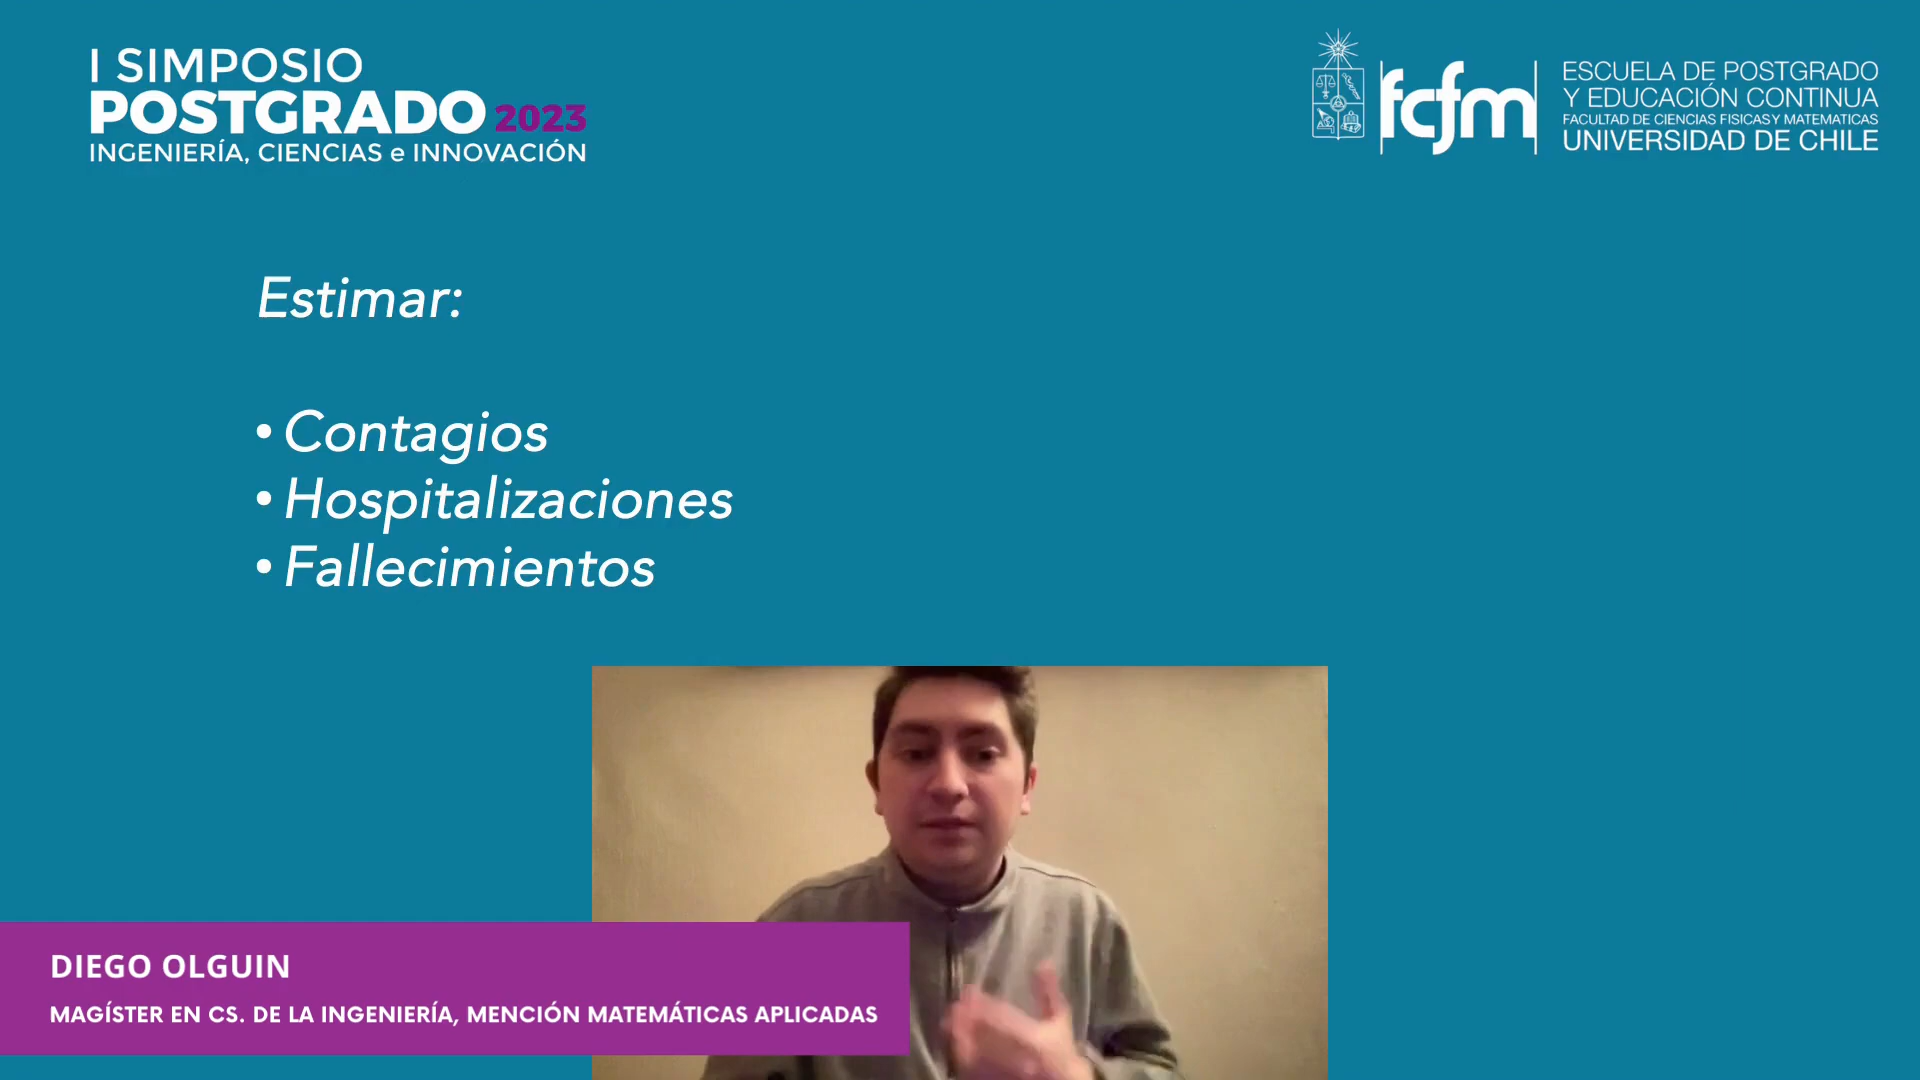 I SIMPOSIO
POSTGRADO 2023
INGENIERÍA, CIENCIAS e INNOVACIÓN
fcfm
ESCUELA DE POSTGRADO
Y EDUCACIÓN CONTINUA
FACULTAD DE CIENCIAS FISICAS Y MATEMATICAS
UNIVERSIDAD DE CHILE
Estimar:
• Contagios
• Hospitalizaciones
• Fallecimientos
DIEGO OLGUIN
MAGÍSTER EN CS. DE LA INGENIERÍA, MENCIÓN MATEMÁTICAS APLICADAS